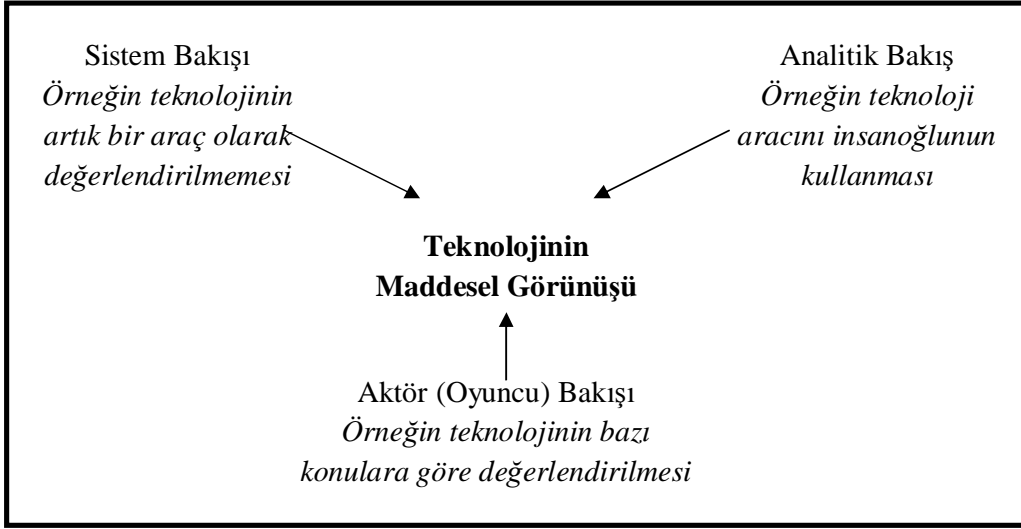 Sistem Bakışı
Örneğin teknolojinin
artık bir araç olarak
değerlendirilmemesi
Analitik Bakış
Örneğin teknoloji
aracını insanoğlunun
kullanması
Teknolojinin
Maddesel Görünüşü
Aktör (Oyuncu) Bakışı
Örneğin teknolojinin bazı
konulara göre değerlendirilmesi